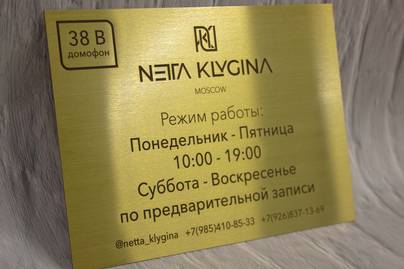 38 В
домофон
NETTA KLYGINA
MOSCOW
Режим работы:
Понедельник - Пятница
10:00 - 19:00
Суббота - Воскресенье
по предварительной записи
@netta_klygina +7(985)410-85-33 +7(926)837-13-69